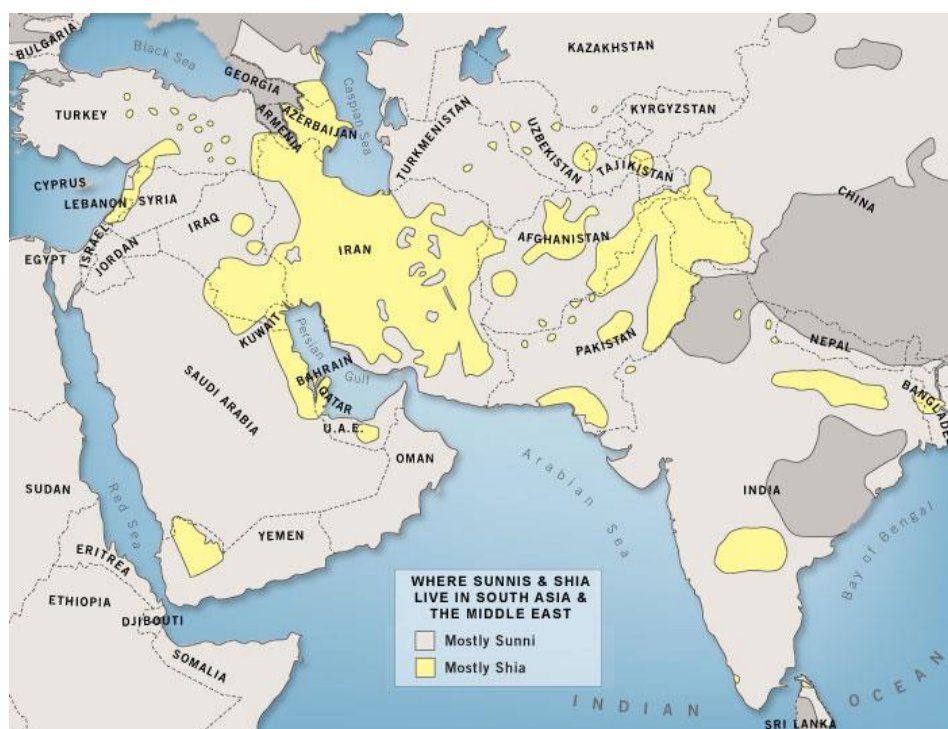 BULGARIA
Black Sea
KAZAKHSTAN
GEORGIA
Caspian Sea
TURKEY
ARMENIA
AZERBAIJAN
TURKMENISTAN
UZBEKISTAN
KYRGYZSTAN
TAJIKISTAN
CHINA
CYPRUS
LEBANON
SYRIA
IRAQ
IRAN
AFGHANISTAN
ISRAEL
JORDAN
EGYPT
KUWAIT
Persian
Gulf
BAHRAIN
QATAR
PAKISTAN
NEPAL
SAUDI ARABIA
U.A.E.
BANGLADE
OMAN
Arabian Sea
SUDAN
Red Sea
INDIA
YEMEN
Bay of Bengal
ERITREA
ETHIOPIA
DJIBOUTI
SOMALIA
WHERE SUNNIS & SHIA
LIVE IN SOUTH ASIA &
THE MIDDLE EAST
Mostly Sunni
Mostly Shia
INDIAN OCEAN
SRI LANKA